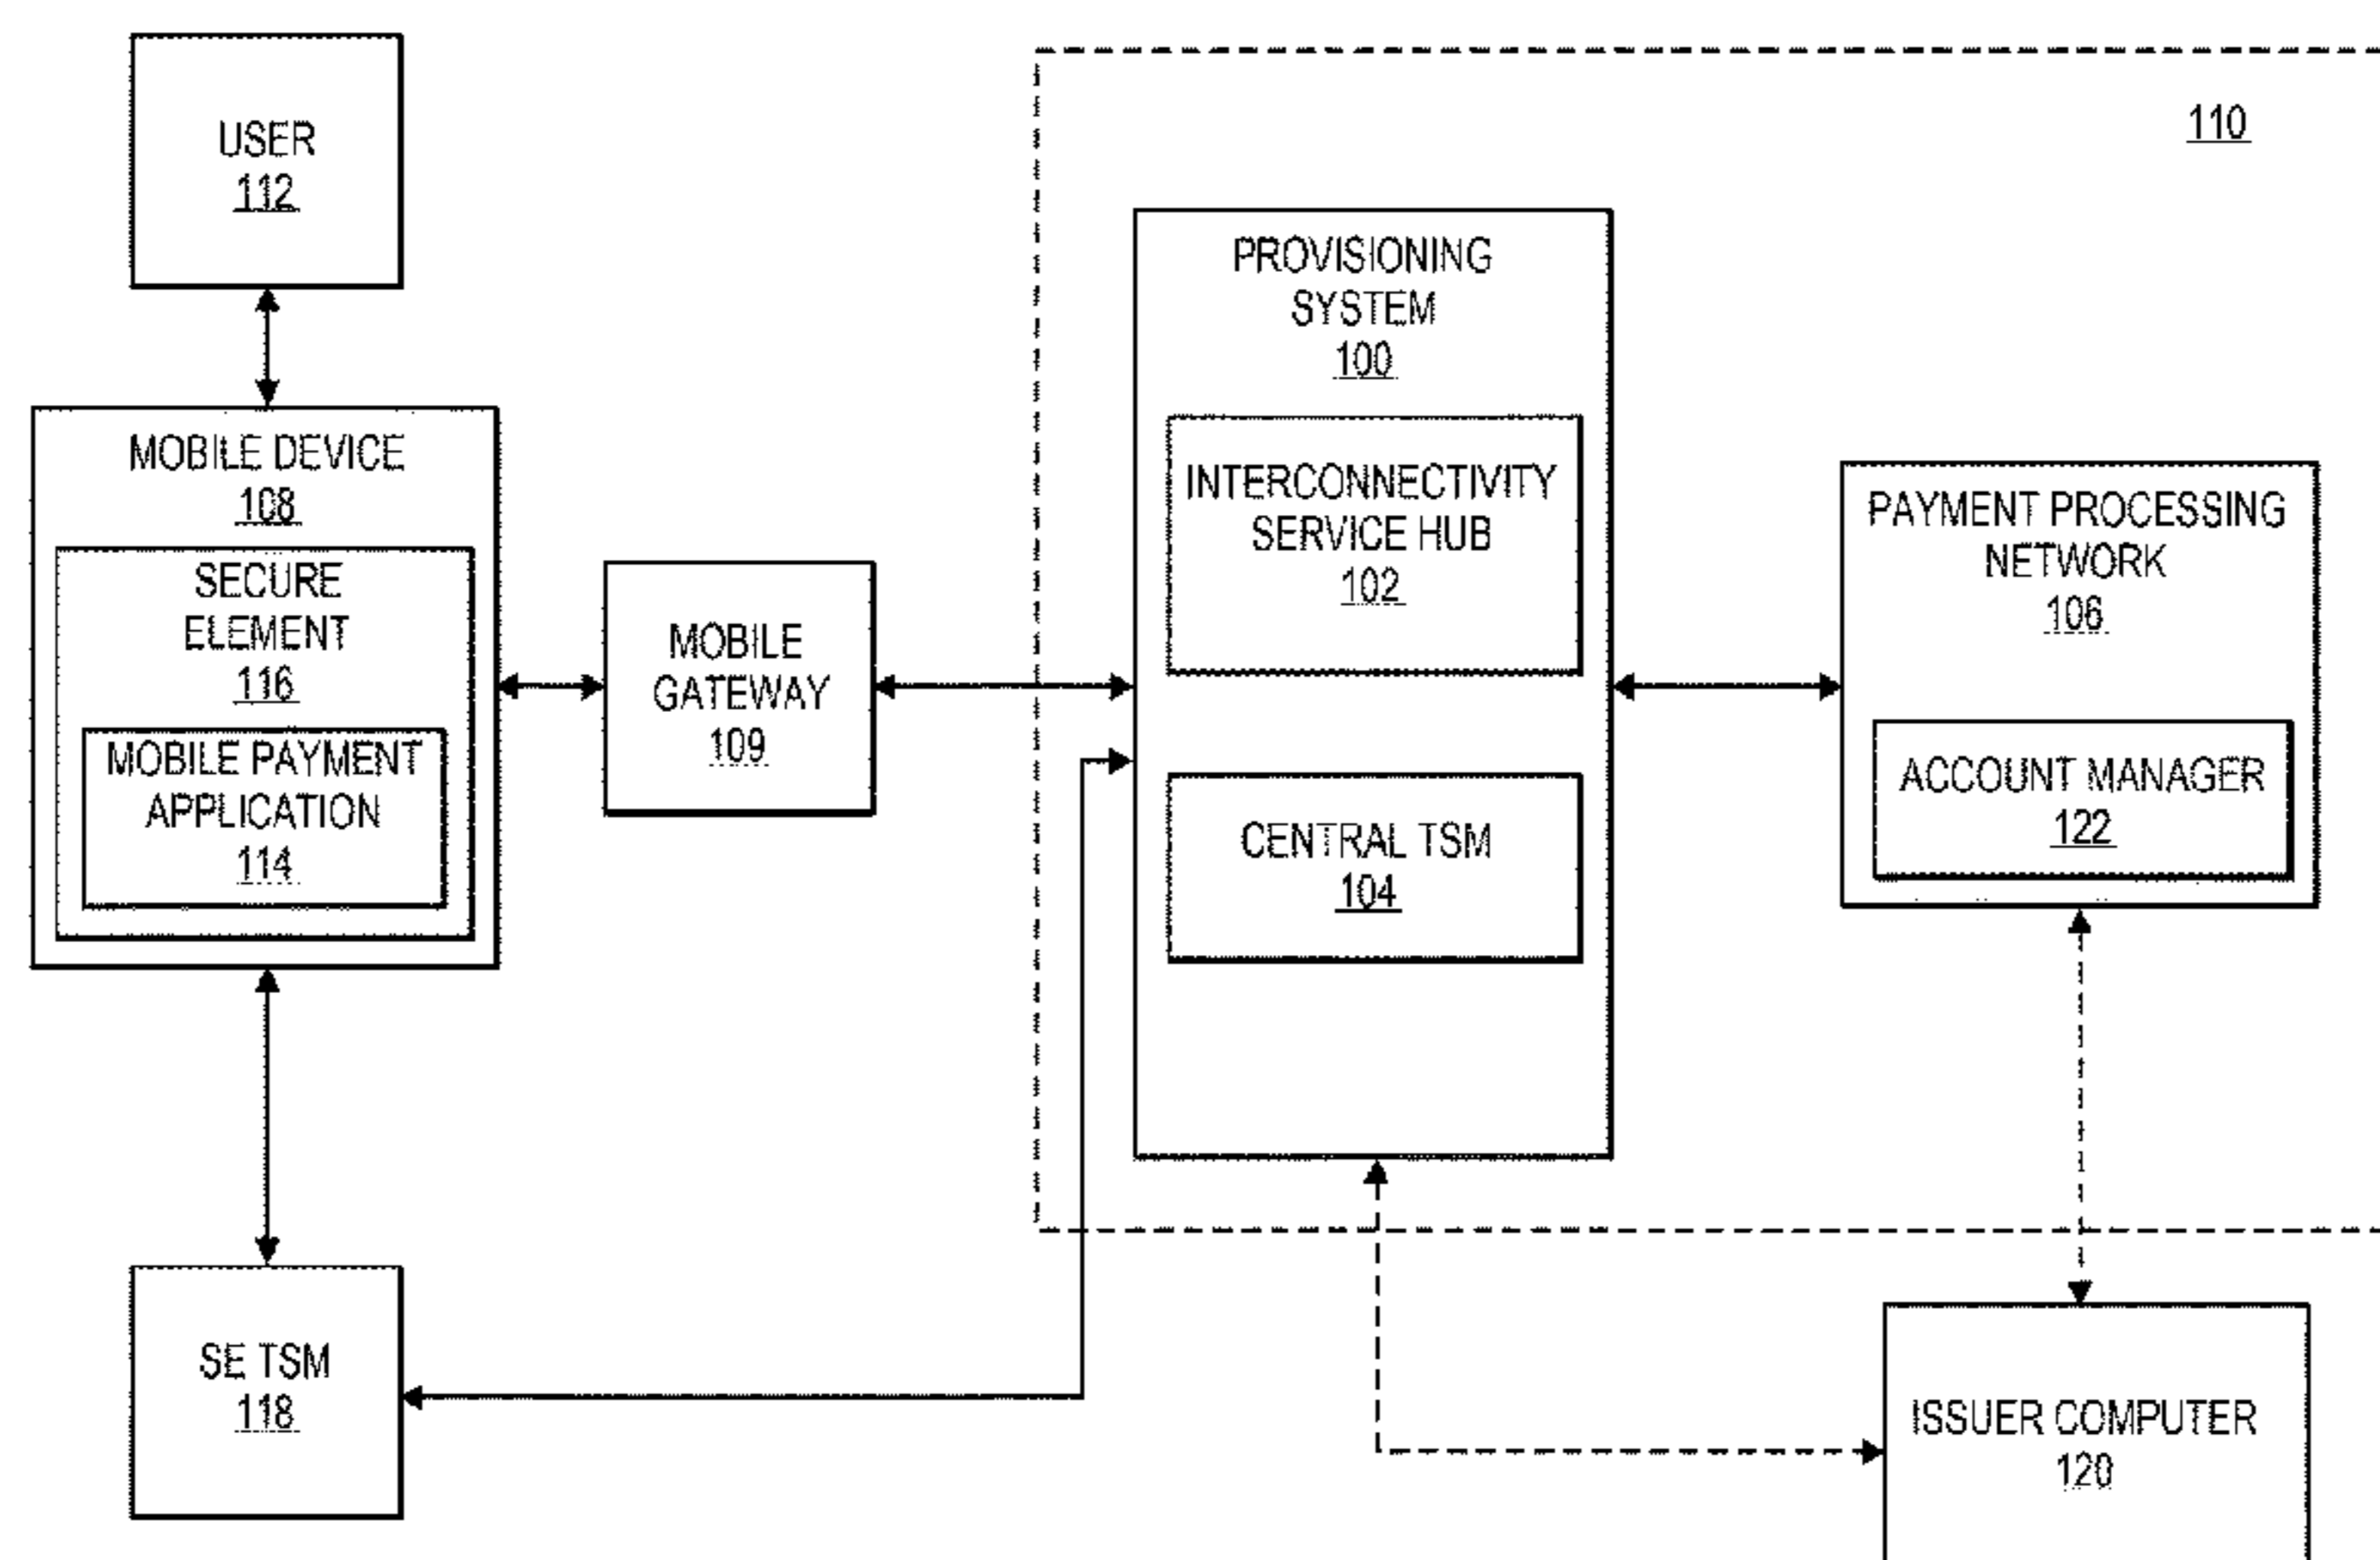 USER
112
110
PROVISIONING
SYSTEM
100
INTERCONNECTIVITY
SERVICE HUB
102
CENTRAL TSM
104
MOBILE DEVICE
108
SECURE
ELEMENT
116
MOBILE PAYMENT
APPLICATION
114
MOBILE
GATEWAY
109
PAYMENT PROCESSING
NETWORK
106
ACCOUNT MANAGER
122
SE TSM
118
ISSUER COMPUTER
120